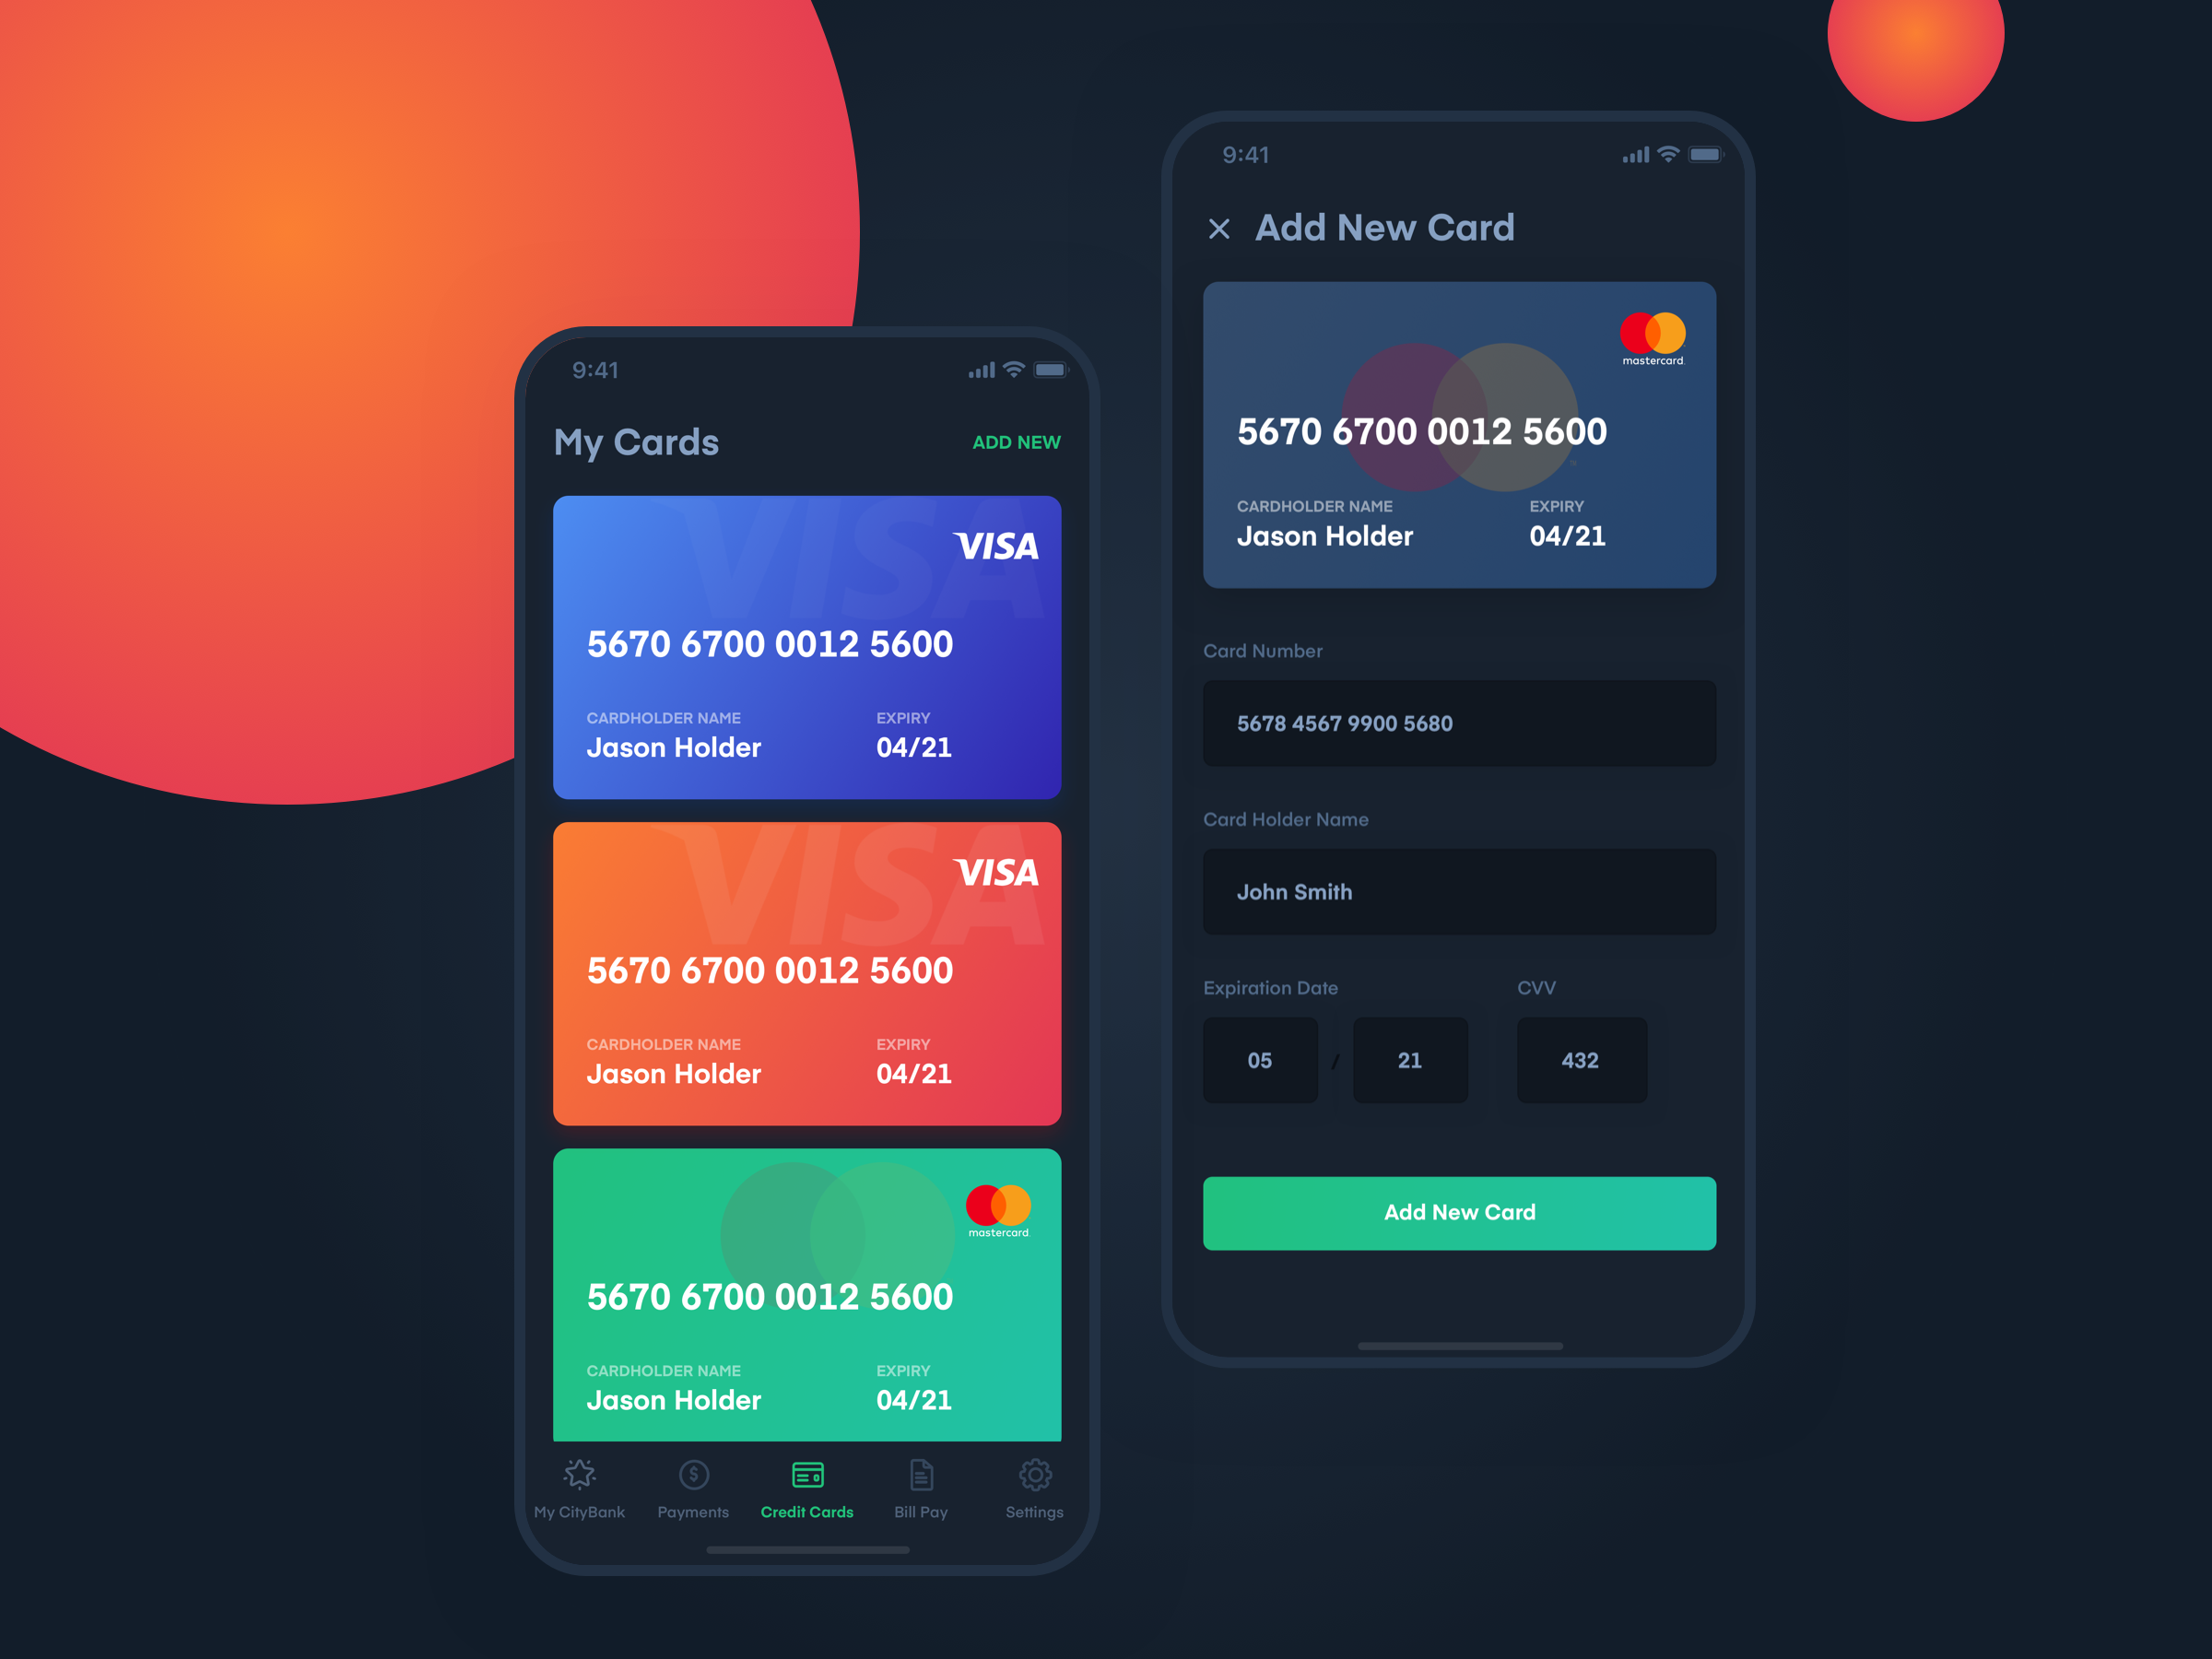 9:41
My Cards
ADD NEW
VISA
VISA
5670 6700 0012 5600
CARDHOLDER NAME EXPIRY
Jason Holder 04/21
VISA
VISA
5670 6700 0012 5600
CARDHOLDER NAME EXPIRY
Jason Holder 04/21
mastercard
5670 6700 0012 5600
CARDHOLDER NAME EXPIRY
Jason Holder 04/21
My CityBank Payments Credit Cards Bill Pay Settings
9:41
Add New Card
mastercard.
5670 6700 0012 5600
CARDHOLDER NAME EXPIRY
Jason Holder 04/21
Card Number
5678 4567 9900 5680
Card Holder Name
John Smith
Expiration Date CVV
05 / 21 432
Add New Card